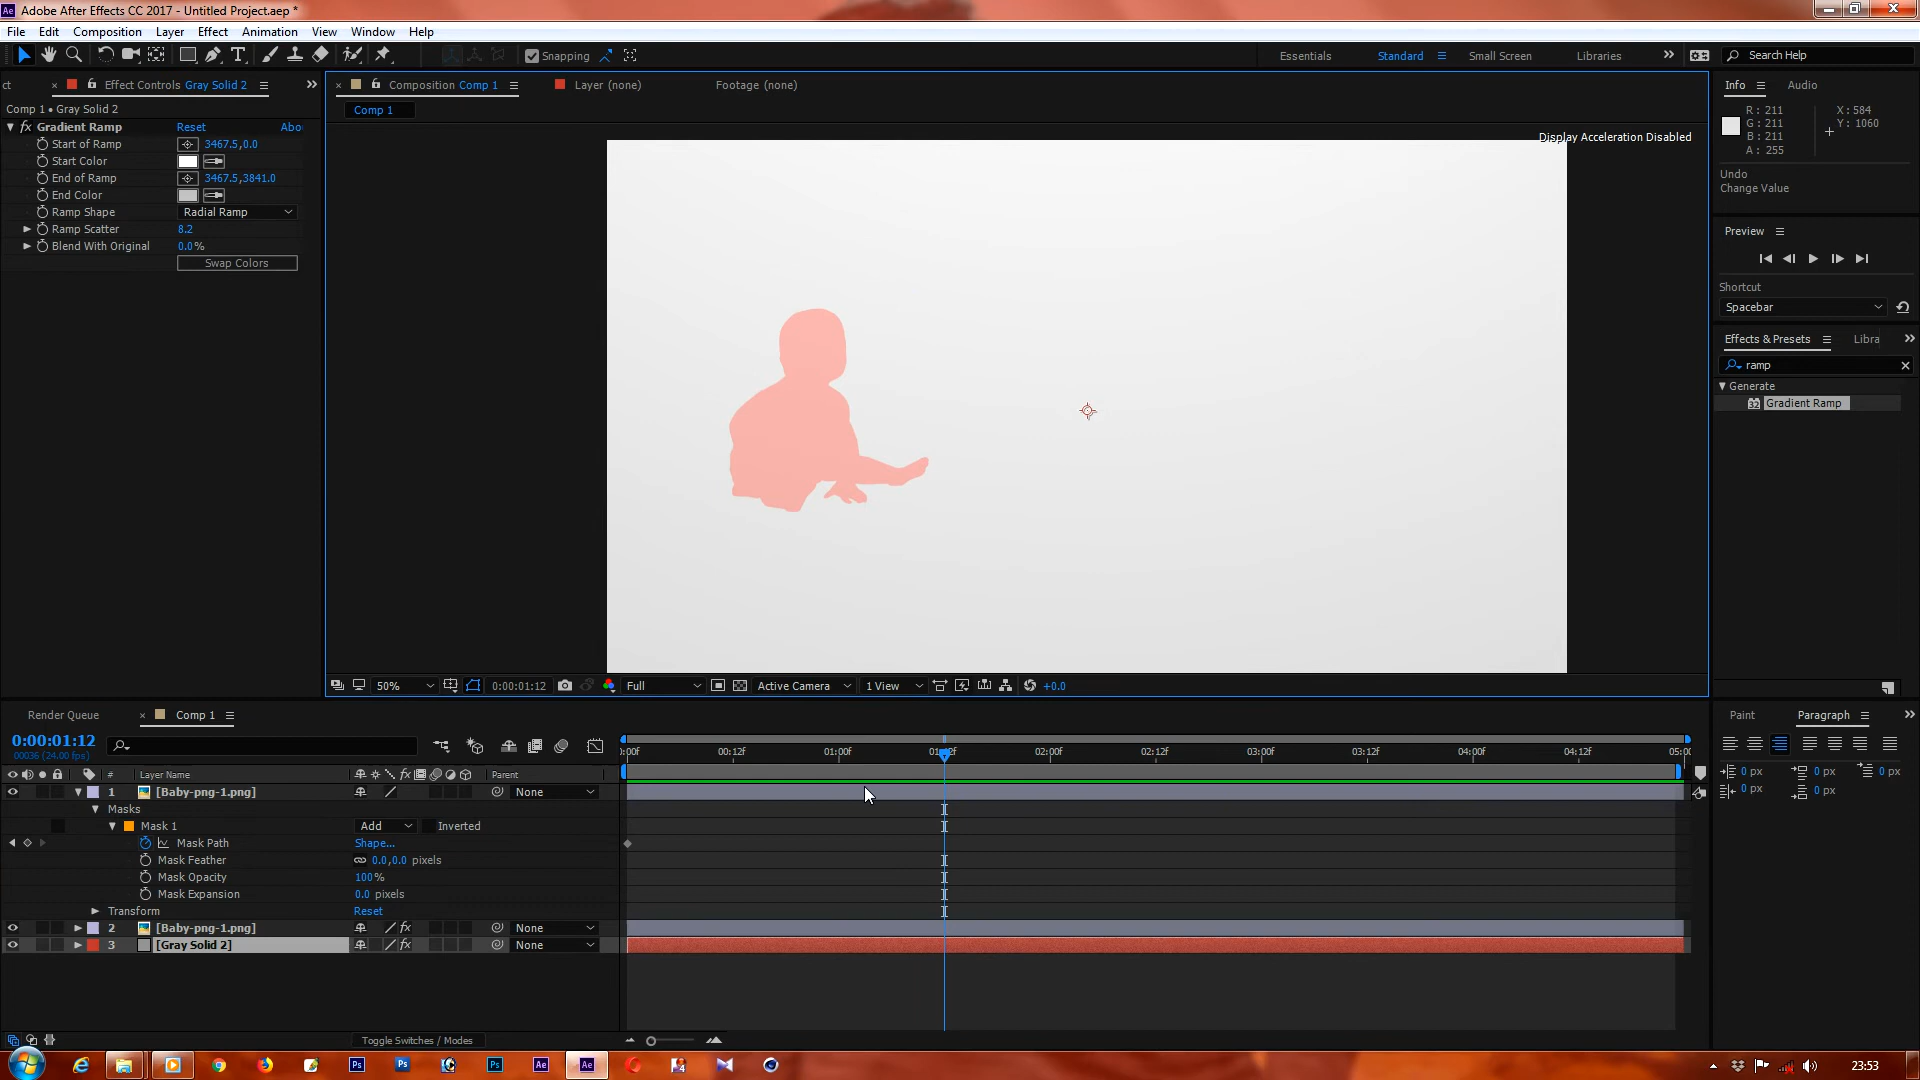 Adobe After Effects CC 2017 - Untitled Project.aep *
File Edit Composition Layer Effect Animation View Window Help
Snapping
Essentials Standard Small Screen Libraries
Search Help
ct Effect Controls Gray Solid 2
Composition Comp 1
Layer (none)
Footage (none)
Info Audio
Comp 1 • Gray Solid 2
Comp 1
Gradient Ramp Reset Abo
Start of Ramp 3467.5,0.0
Start Color
End of Ramp 3467.5,3841.0
End Color
Ramp Shape Radial Ramp
Ramp Scatter 8.2
Blend With Original 0.0%
Swap Colors
Display Acceleration Disabled
R : 211
G : 211
B : 211
A : 255
X : 584
Y : 1060
Undo
Change Value
Preview
Shortcut
Spacebar
Effects & Presets Libra
ramp
Generate
32 Gradient Ramp
50% 0:00:01:12 Full Active Camera 1 View +0.0
Render Queue Comp 1
Paint Paragraph
0:00:01:12
00036 (24.00 fps)
# Layer Name Parent
:00f 00:12f 01:00f 01:12f 02:00f 02:12f 03:00f 03:12f 04:00f 04:12f 05:00
1 [Baby-png-1.png] None
Masks
Mask 1 Add Inverted
Mask Path Shape...
Mask Feather 0.0,0.0 pixels
Mask Opacity 100%
Mask Expansion 0.0 pixels
Transform Reset
2 [Baby-png-1.png] None
3 [Gray Solid 2] None
0 px 0 px 0 px
0 px 0 px
Toggle Switches / Modes
23:53